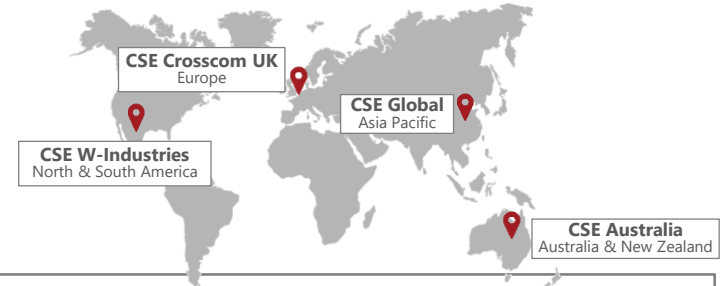 CSE Crosscom UK
Europe
CSE Global
Asia Pacific
CSE W-Industries
North & South America
CSE Australia
Australia & New Zealand